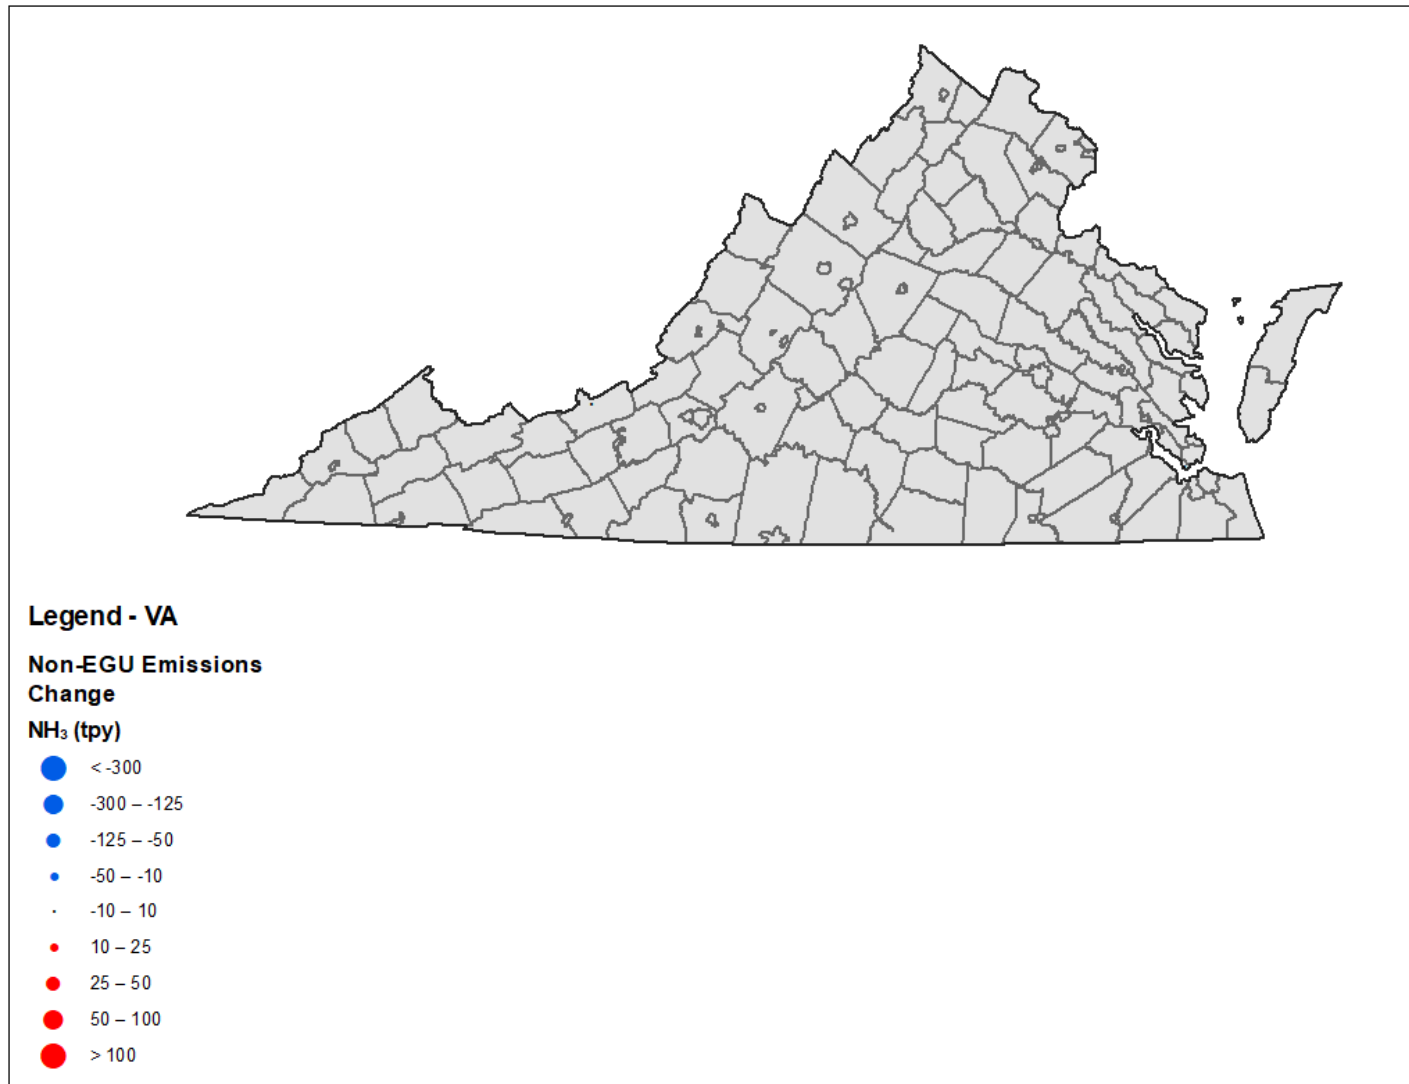 Legend - VA
Non-EGU Emissions
Change
NH₃ (tpy)
< -300
-300 – -125
-125 – -50
-50 – -10
-10 – 10
10 – 25
25 – 50
50 – 100
> 100